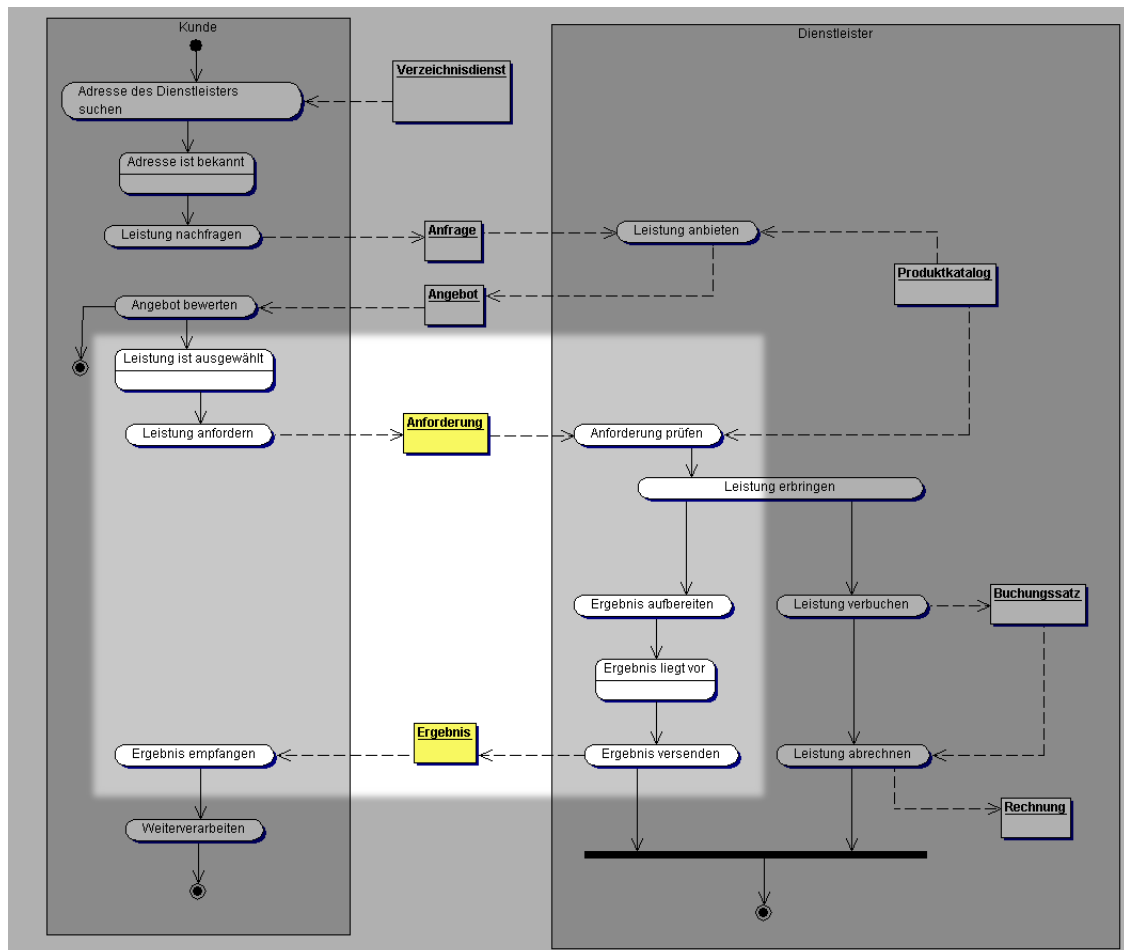 Kunde
Dienstleister
Verzeichnisdienst
Adresse des Dienstleisters
suchen
Adresse ist bekannt
Leistung nachfragen
Anfrage
Leistung anbieten
Produktkatalog
Angebot bewerten
Angebot
Leistung ist ausgewählt
Leistung anfordern
Anforderung
Anforderung prüfen
Leistung erbringen
Ergebnis aufbereiten
Leistung verbuchen
Buchungssatz
Ergebnis liegt vor
Ergebnis empfangen
Ergebnis
Ergebnis versenden
Leistung abrechnen
Rechnung
Weiterverarbeiten